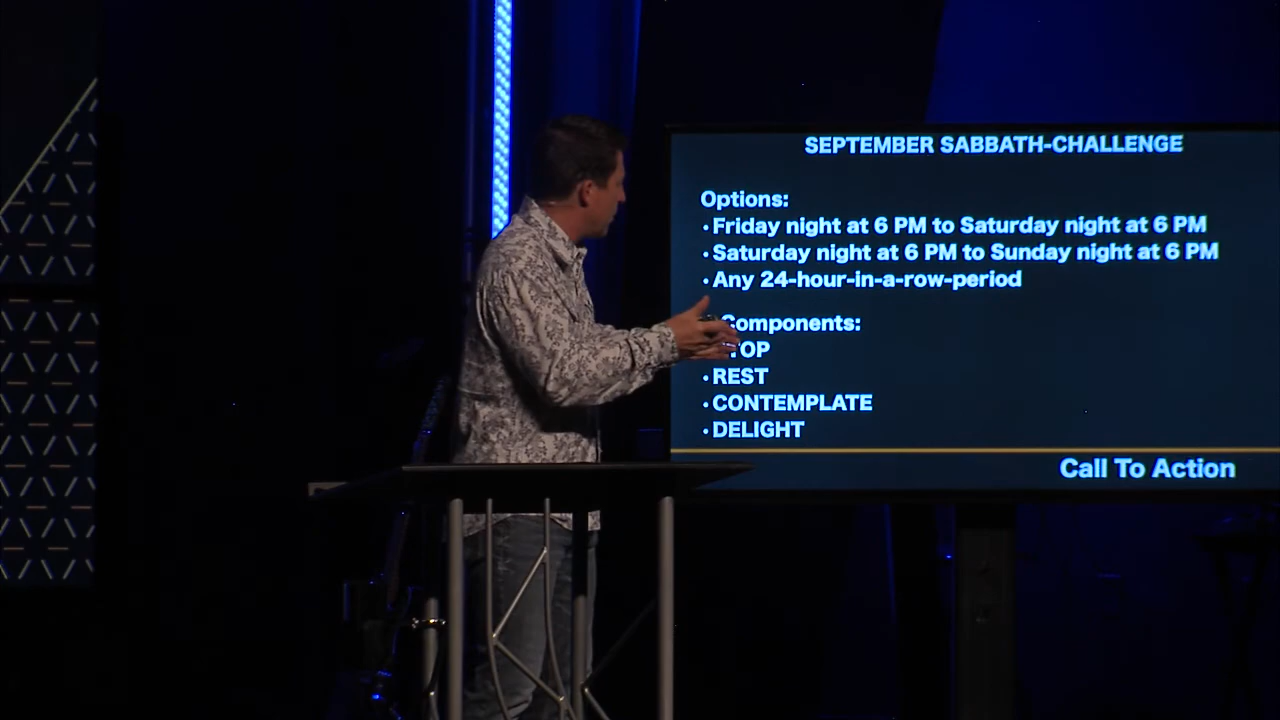 SEPTEMBER SABBATH-CHALLENGE
Options:
• Friday night at 6 PM to Saturday night at 6 PM
• Saturday night at 6 PM to Sunday night at 6 PM
• Any 24-hour-in-a-row-period
Components:
TOP
• REST
• CONTEMPLATE
• DELIGHT
Call To Action